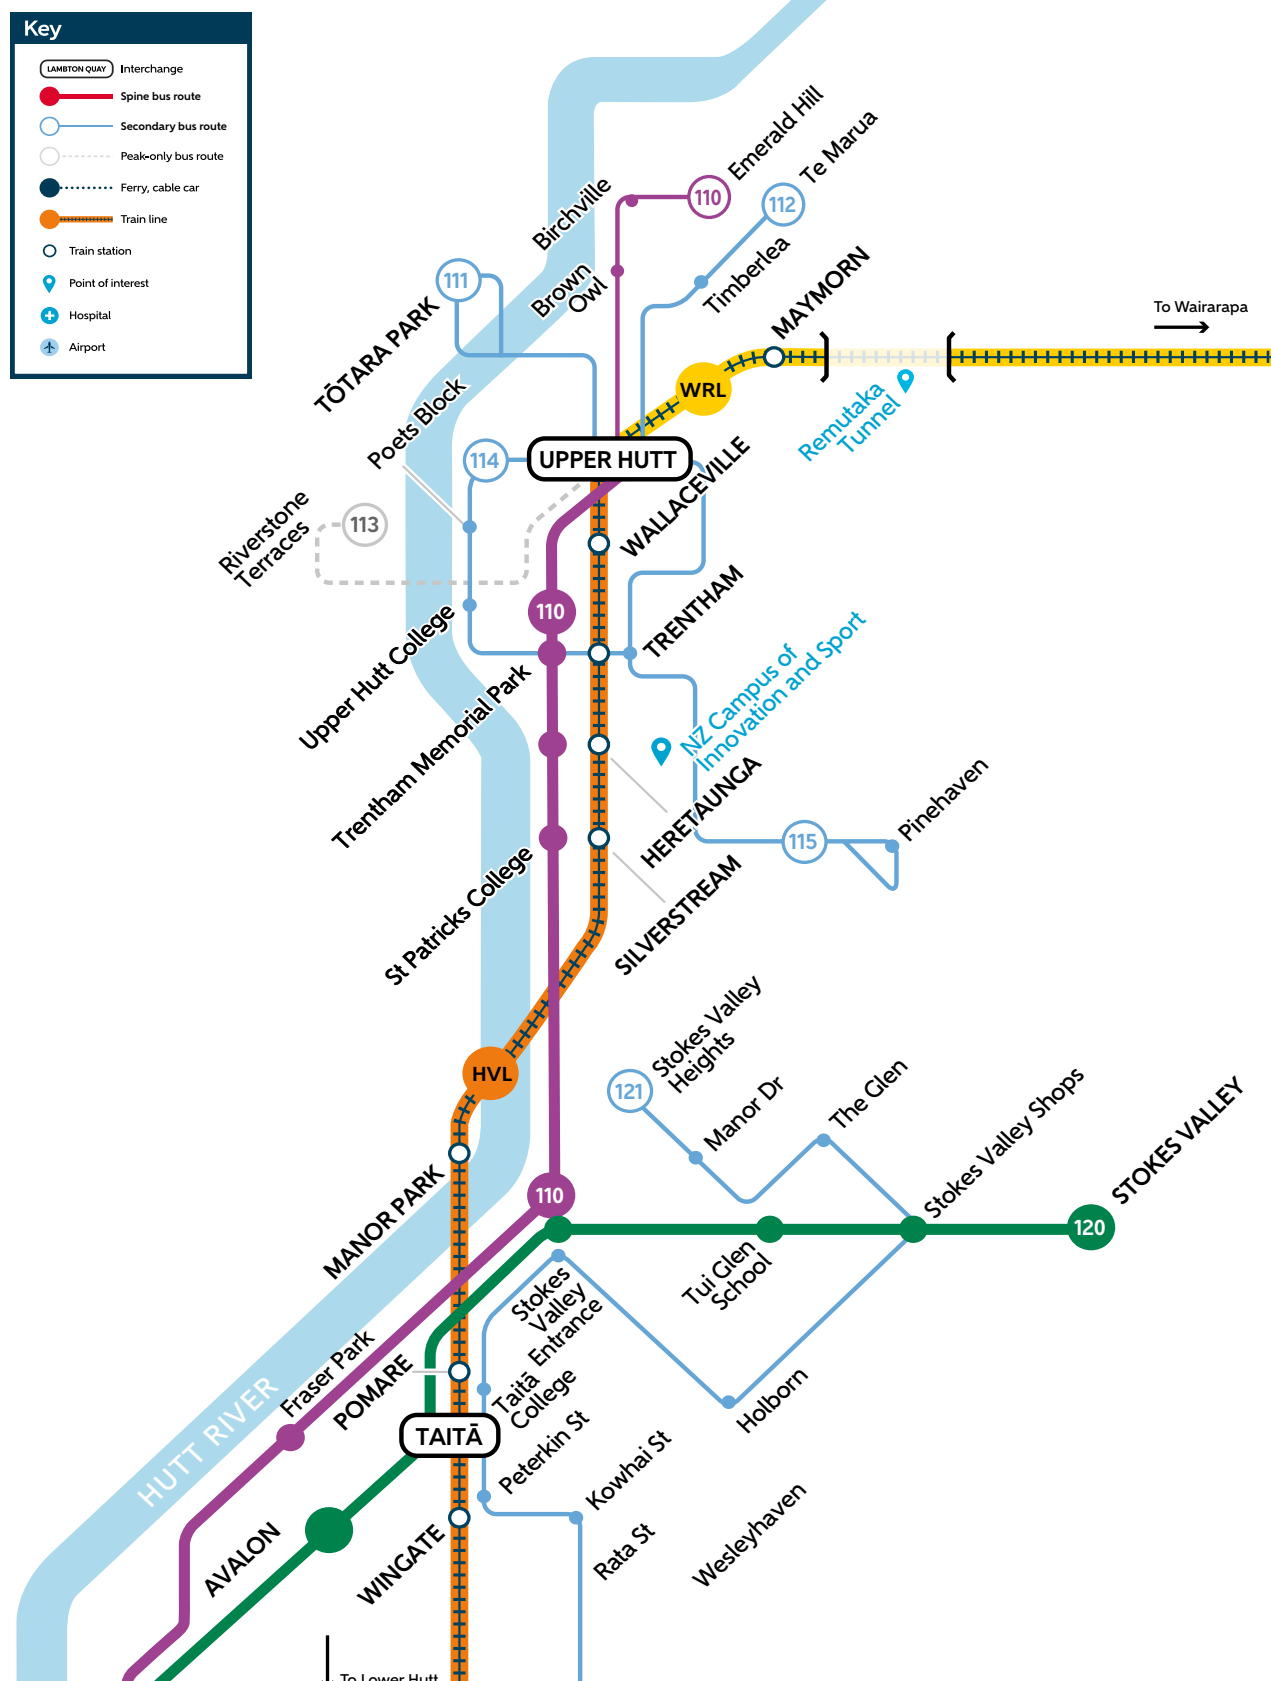 Key
LAMBTON QUAY
Interchange
Spine bus route
Secondary bus route
Peak-only bus route
Ferry, cable car
Train line
Train station
Point of interest
Hospital
Airport
Emerald Hill
110
Te Marua
112
Birchville
Brown
Owl
Timberlea
111
TŌTARA PARK
MAYMORN
To Wairarapa
WRL
Remutaka
Tunnel
Poets Block
114
UPPER HUTT
WALLACEVILLE
Riverstone
Terraces
113
110
TRENTHAM
Upper Hutt College
Trentham Memorial Park
NZ Campus of
Innovation and Sport
HERETAUNGA
115
Pinehaven
St Patricks College
SILVERSTREAM
HVL
Stokes Valley
Heights
121
Manor Dr
The Glen
Stokes Valley Shops
STOKES VALLEY
120
MANOR PARK
110
Tui Glen
School
Stokes
Valley
Entrance
HUTT RIVER
Fraser Park
POMARE
Taitā
College
Holborn
TAITĀ
Peterkin St
Kowhai St
AVALON
WINGATE
Rata St
Wesleyhaven
To Lower Hutt